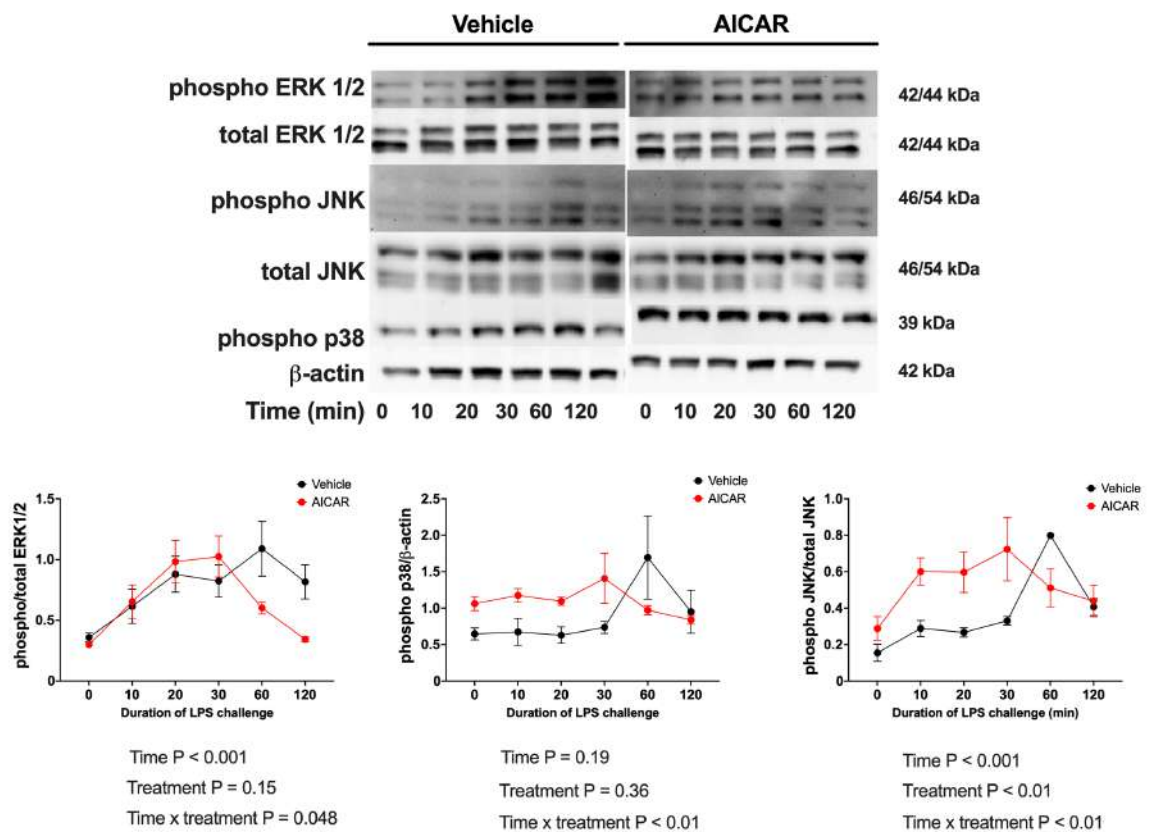 Vehicle AICAR
phospho ERK 1/2 42/44 kDa
total ERK 1/2 42/44 kDa
phospho JNK 46/54 kDa
total JNK 46/54 kDa
phospho p38 39 kDa
β-actin 42 kDa
Time (min) 0 10 20 30 60 120 0 10 20 30 60 120
phospho/total ERK1/2
1.5
1.0
0.5
0
0 10 20 30 60 120
Duration of LPS challenge
Vehicle
AICAR
Time P < 0.001
Treatment P = 0.15
Time x treatment P = 0.048
phospho p38/β-actin
2.5
2.0
1.5
1.0
0.5
0
0 10 20 30 60 120
Duration of LPS challenge
Vehicle
AICAR
Time P = 0.19
Treatment P = 0.36
Time x treatment P < 0.01
phospho JNK/total JNK
1.0
0.8
0.6
0.4
0.2
0
0 10 20 30 60 120
Duration of LPS challenge (min)
Vehicle
AICAR
Time P < 0.001
Treatment P < 0.01
Time x treatment P < 0.01